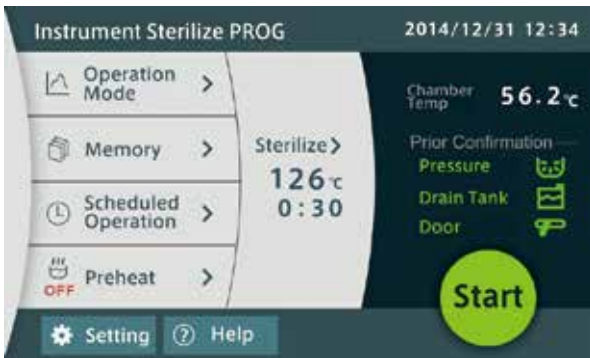 Instrument Sterilize PROG
2014/12/31 12:34
Operation
Mode
Memory
Scheduled
Operation
OFF
Preheat
Sterilize
126℃
0:30
Chamber
Temp
56.2℃
Prior Confirmation
Pressure
Drain Tank
Door
Start
Setting
? Help